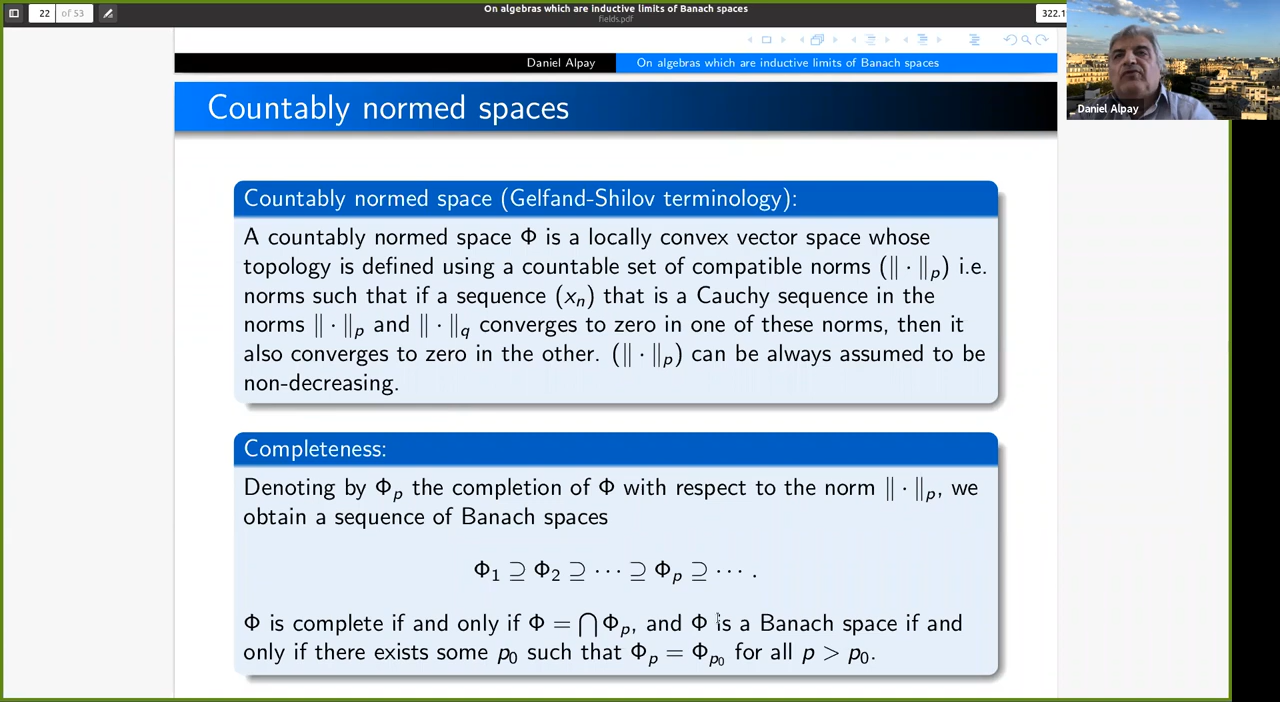 On algebras which are inductive limits of Banach spaces
fields.pdf
22 of 53
322.1
Daniel Alpay
On algebras which are inductive limits of Banach spaces
Daniel Alpay
Countably normed spaces
Countably normed space (Gelfand-Shilov terminology):
A countably normed space Φ is a locally convex vector space whose
topology is defined using a countable set of compatible norms (‖ · ‖p) i.e.
norms such that if a sequence (xn) that is a Cauchy sequence in the
norms ‖ · ‖p and ‖ · ‖q converges to zero in one of these norms, then it
also converges to zero in the other. (‖ · ‖p) can be always assumed to be
non-decreasing.
Completeness:
Denoting by Φp the completion of Φ with respect to the norm ‖ · ‖p, we
obtain a sequence of Banach spaces
Φ1 ⊇ Φ2 ⊇ · · · ⊇ Φp ⊇ · · · .
Φ is complete if and only if Φ = ⋂ Φp, and Φ is a Banach space if and
only if there exists some p0 such that Φp = Φp0 for all p > p0.